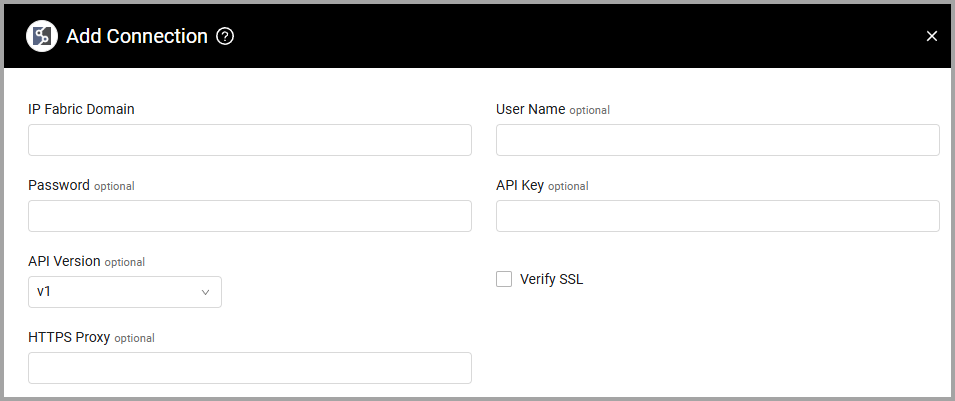 Add Connection ?
IP Fabric Domain
User Name optional
Password optional
API Key optional
API Version optional
v1
Verify SSL
HTTPS Proxy optional